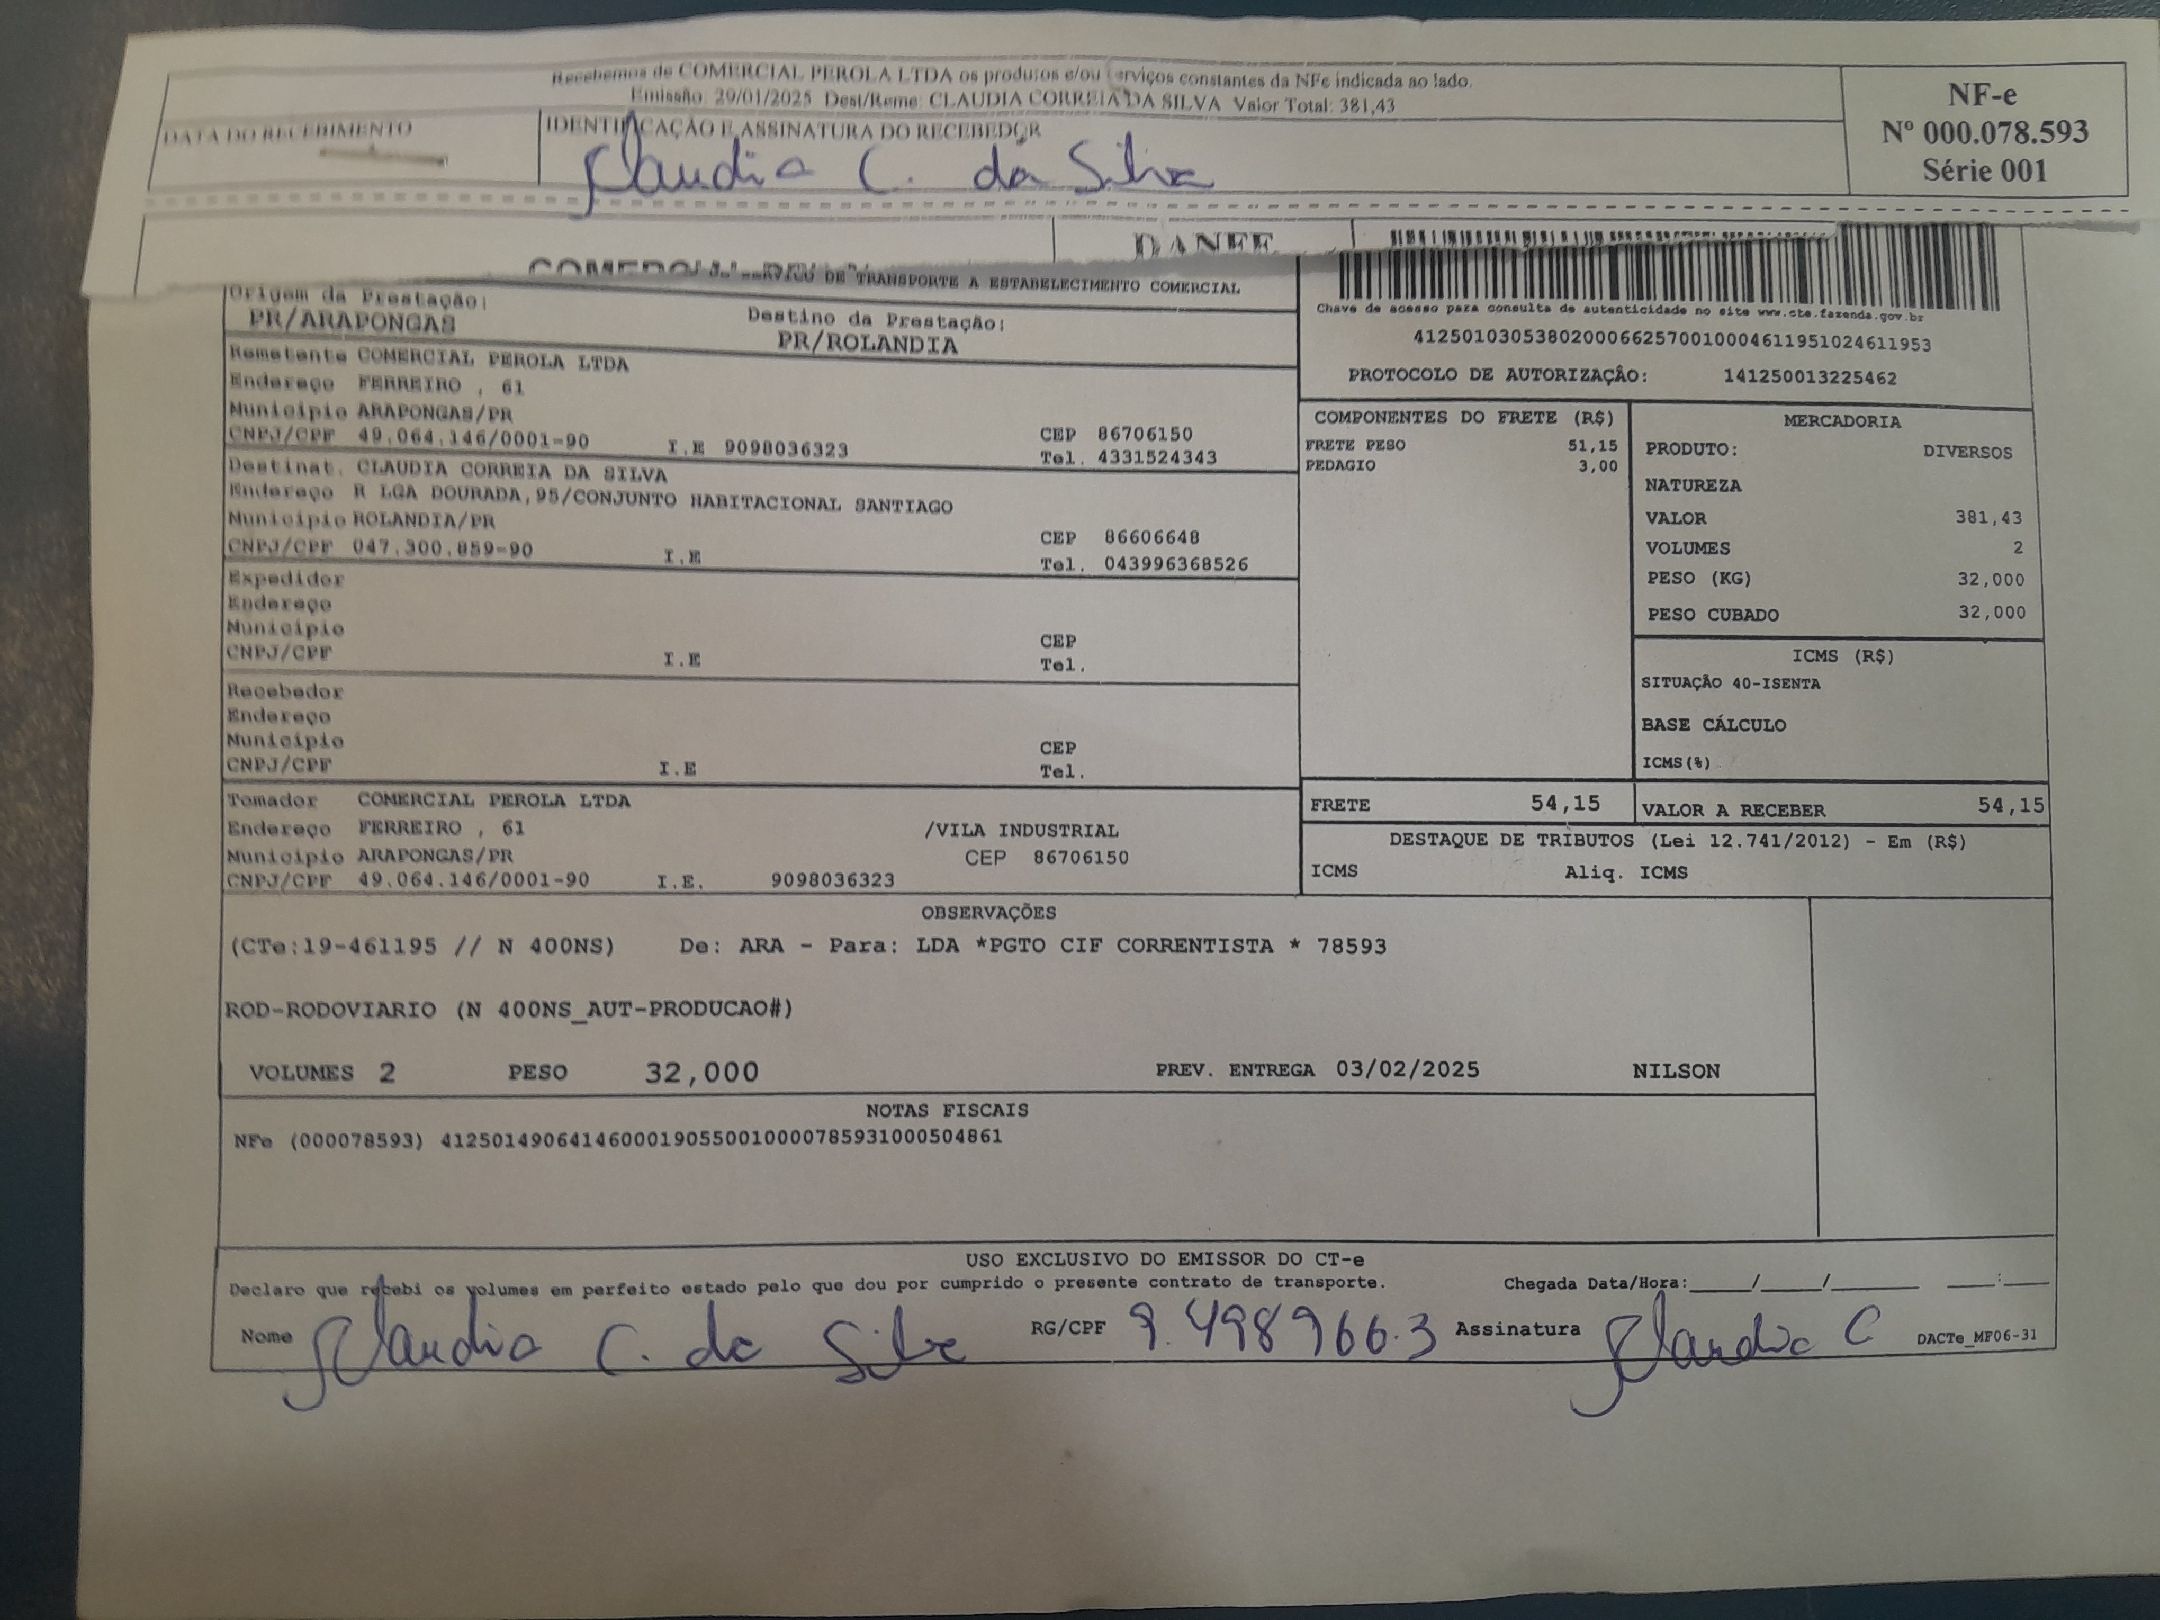 Recebemos de COMERCIAL PEROLA LTDA os produtos e/ou serviços constantes da NFe indicada ao lado.
Emissão: 29/01/2025 Dest/Reme: CLAUDIA CORREIA DA SILVA Valor Total: 381,43
DATA DO RECEBIMENTO
IDENTIFICAÇÃO E ASSINATURA DO RECEBEDOR
Claudia C. da Silva
NF-e
Nº 000.078.593
Série 001
DANFE
DE TRANSPORTE A ESTABELECIMENTO COMERCIAL
Origem da Prestação:
PR/ARAPONGAS
Destino da Prestação:
PR/ROLANDIA
Chave de acesso para consulta de autenticidade no site www.cte.fazenda.gov.br
41250103053802000662570010004611951024611953
PROTOCOLO DE AUTORIZAÇÃO: 141250013225462
Remetente COMERCIAL PEROLA LTDA
Endereço FERREIRO , 61
Município ARAPONGAS/PR
CEP 86706150
CNPJ/CPF 49.064.146/0001-90 I.E 9098036323
Tel. 4331524343
Destinat. CLAUDIA CORREIA DA SILVA
Endereço R LGA DOURADA,95/CONJUNTO HABITACIONAL SANTIAGO
Município ROLANDIA/PR
CEP 86606648
CNPJ/CPF 047.300.859-90 I.E
Tel. 043996368526
Expedidor
Endereço
Município
CEP
CNPJ/CPF I.E
Tel.
Recebedor
Endereço
Município
CEP
CNPJ/CPF I.E
Tel.
Tomador COMERCIAL PEROLA LTDA
Endereço FERREIRO , 61 /VILA INDUSTRIAL
Município ARAPONGAS/PR CEP 86706150
CNPJ/CPF 49.064.146/0001-90 I.E. 9098036323
COMPONENTES DO FRETE (R$)
FRETE PESO 51,15
PEDAGIO 3,00
MERCADORIA
PRODUTO: DIVERSOS
NATUREZA
VALOR 381,43
VOLUMES 2
PESO (KG) 32,000
PESO CUBADO 32,000
ICMS (R$)
SITUAÇÃO 40-ISENTA
BASE CÁLCULO
ICMS(%)
FRETE 54,15
VALOR A RECEBER 54,15
DESTAQUE DE TRIBUTOS (Lei 12.741/2012) - Em (R$)
ICMS Aliq. ICMS
OBSERVAÇÕES
(CTe:19-461195 // N 400NS) De: ARA - Para: LDA *PGTO CIF CORRENTISTA * 78593
ROD-RODOVIARIO (N 400NS_AUT-PRODUCAO#)
VOLUMES 2 PESO 32,000 PREV. ENTREGA 03/02/2025 NILSON
NOTAS FISCAIS
NFe (000078593) 41250149064146000190550010000785931000504861
USO EXCLUSIVO DO EMISSOR DO CT-e
Declaro que recebi os volumes em perfeito estado pelo que dou por cumprido o presente contrato de transporte. Chegada Data/Hora:____/____/______ ___:___
Nome Claudia C. da Silva RG/CPF 9.498966.3 Assinatura Claudia C DACTe_MF06-31